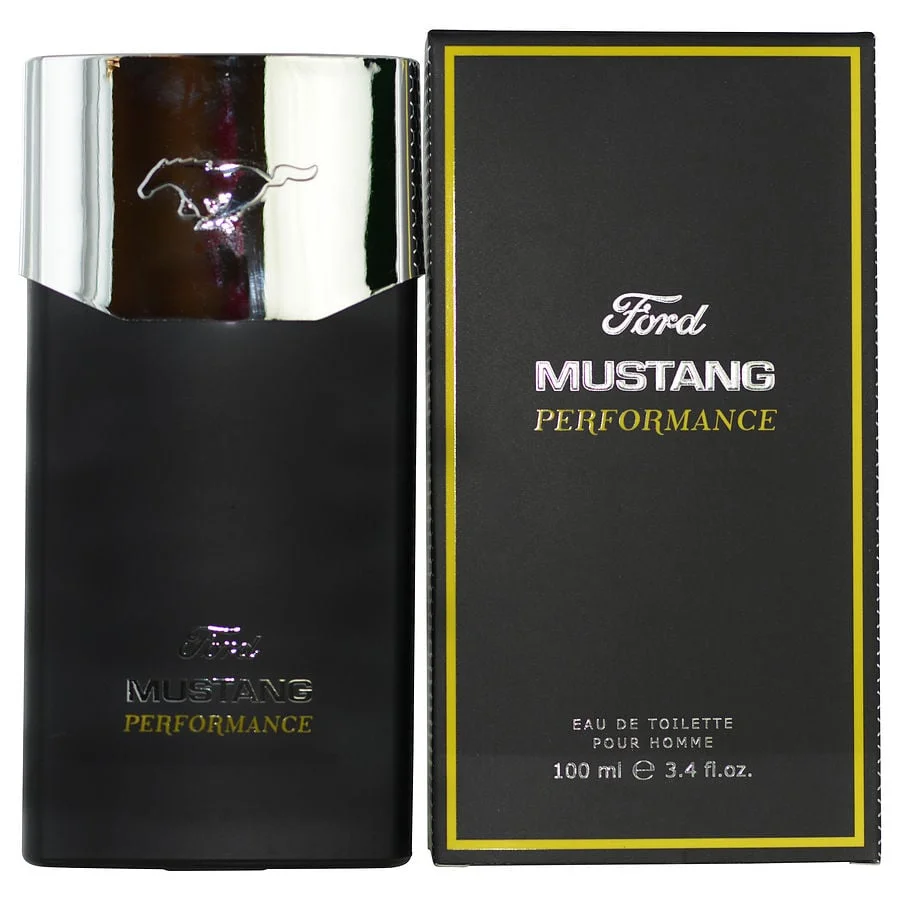 Ford
MUSTANG
PERFORMANCE
Ford
MUSTANG
PERFORMANCE
EAU DE TOILETTE
POUR HOMME
100 ml ℮ 3.4 fl.oz.